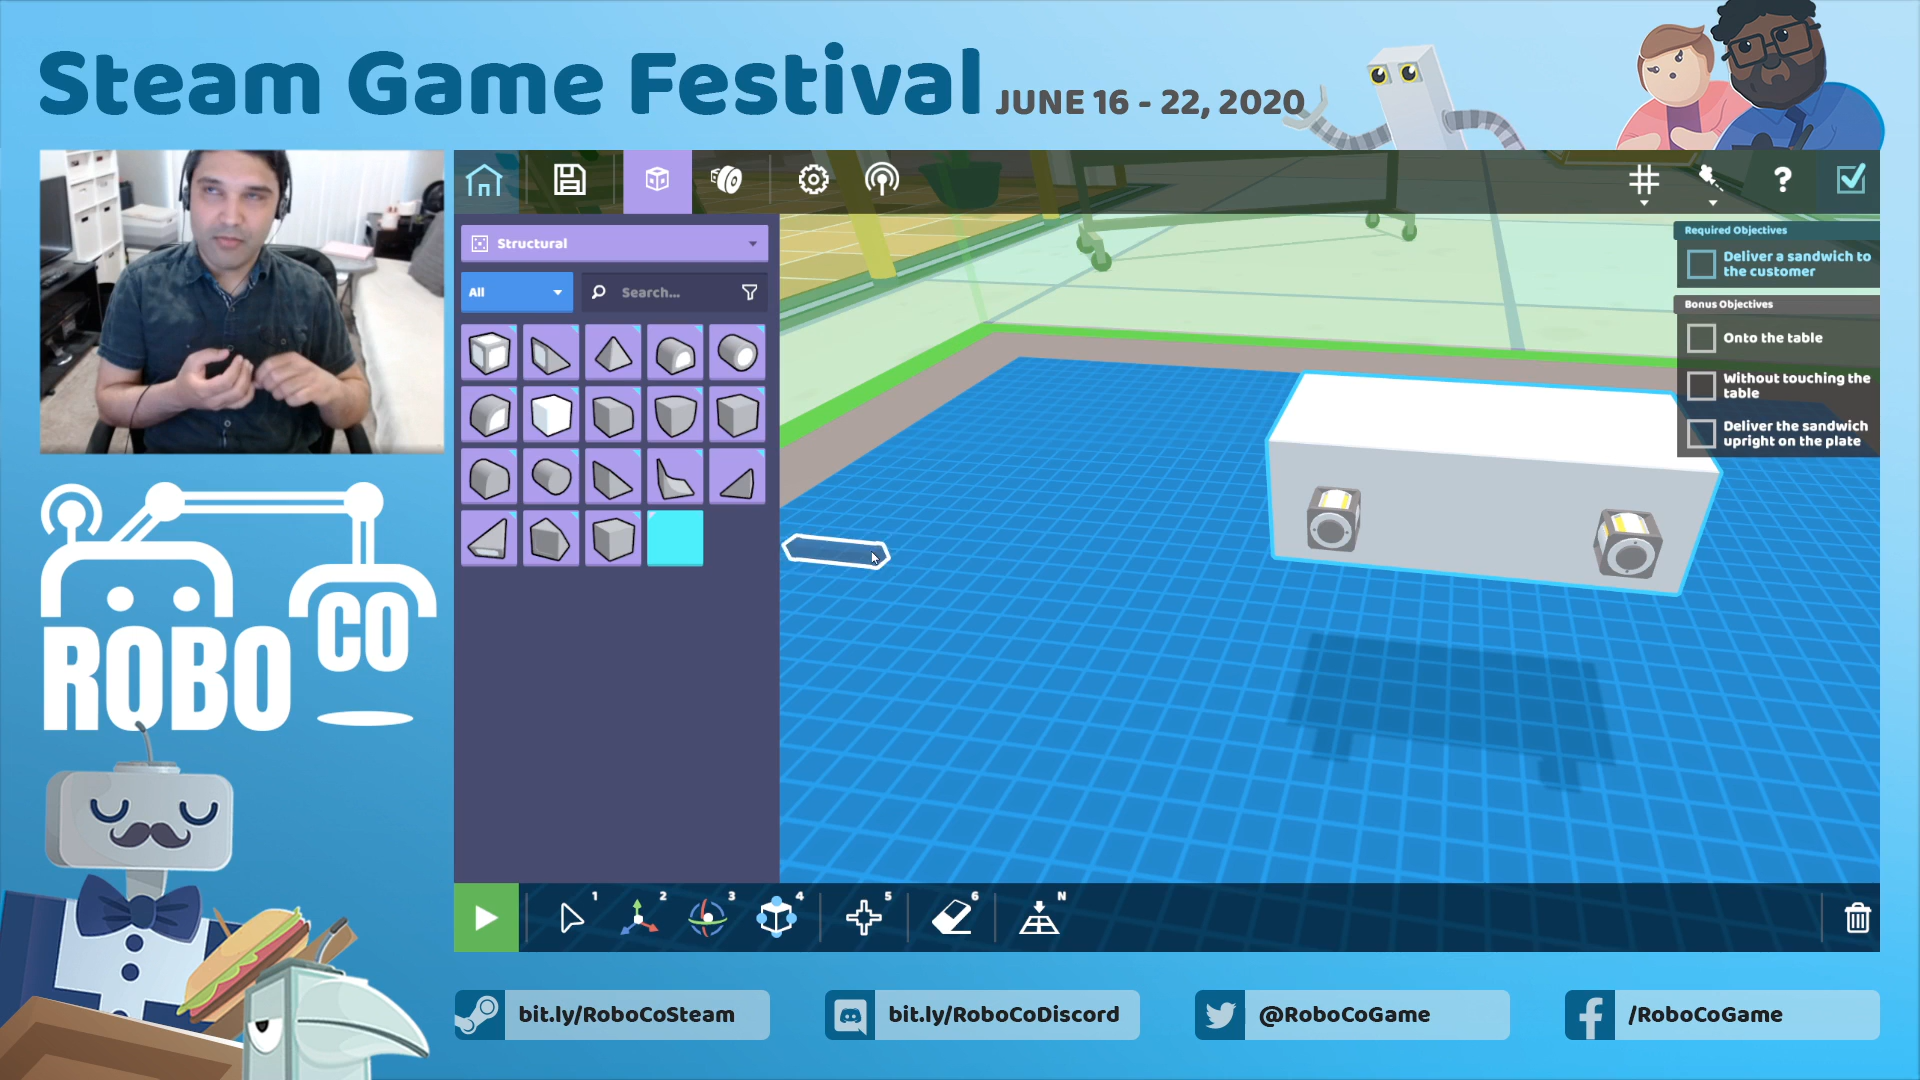 Steam Game Festival JUNE 16 - 22, 2020
Structural
All
Search...
Required Objectives
Deliver a sandwich to
the customer
Bonus Objectives
Onto the table
Without touching the
table
Deliver the sandwich
upright on the plate
ROBO CO
1 2 3 4 5 6 N
bit.ly/RoboCoSteam
bit.ly/RoboCoDiscord
@RoboCoGame
/RoboCoGame